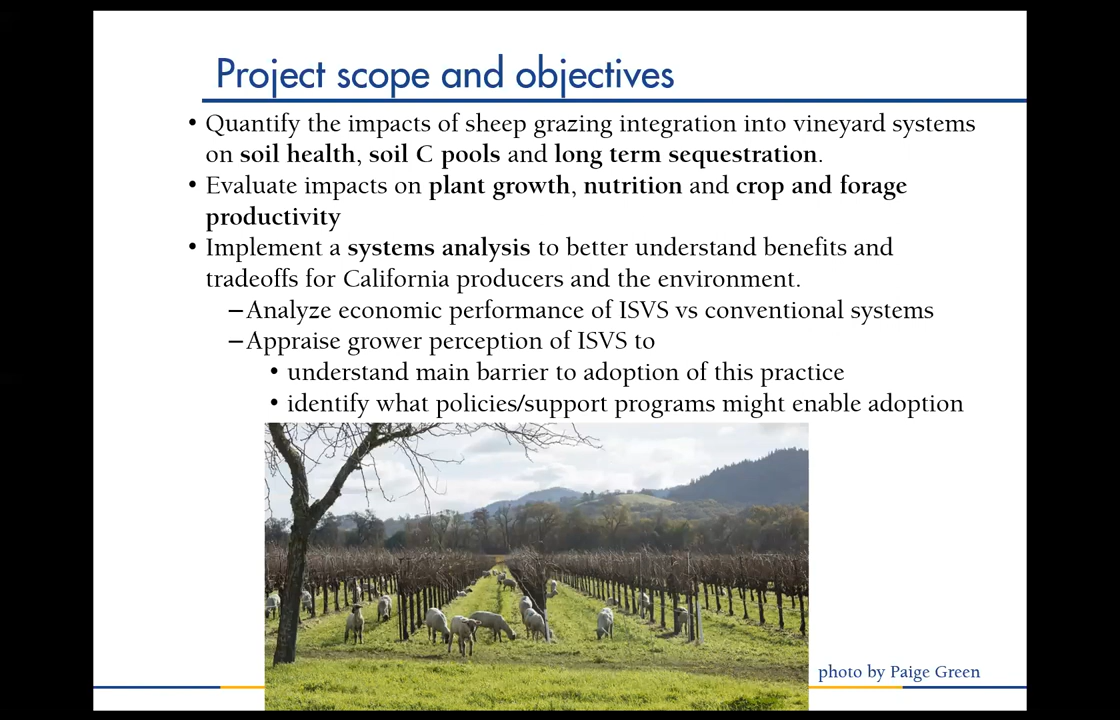 Project scope and objectives
• Quantify the impacts of sheep grazing integration into vineyard systems
on soil health, soil C pools and long term sequestration.
• Evaluate impacts on plant growth, nutrition and crop and forage
productivity
• Implement a systems analysis to better understand benefits and
tradeoffs for California producers and the environment.
–Analyze economic performance of ISVS vs conventional systems
–Appraise grower perception of ISVS to
• understand main barrier to adoption of this practice
• identify what policies/support programs might enable adoption
photo by Paige Green